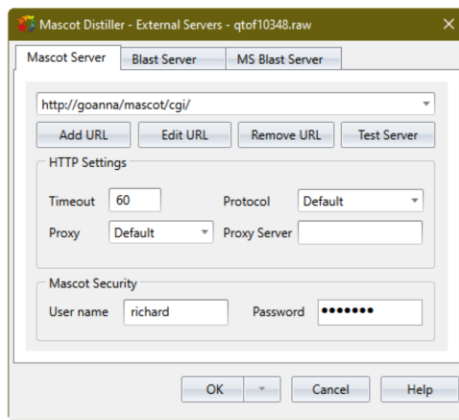 Mascot Distiller - External Servers - qtof10348.raw
Mascot Server Blast Server MS Blast Server
http://goanna/mascot/cgi/
Add URL Edit URL Remove URL Test Server
HTTP Settings
Timeout 60 Protocol Default
Proxy Default Proxy Server
Mascot Security
User name richard Password •••••••
OK Cancel Help